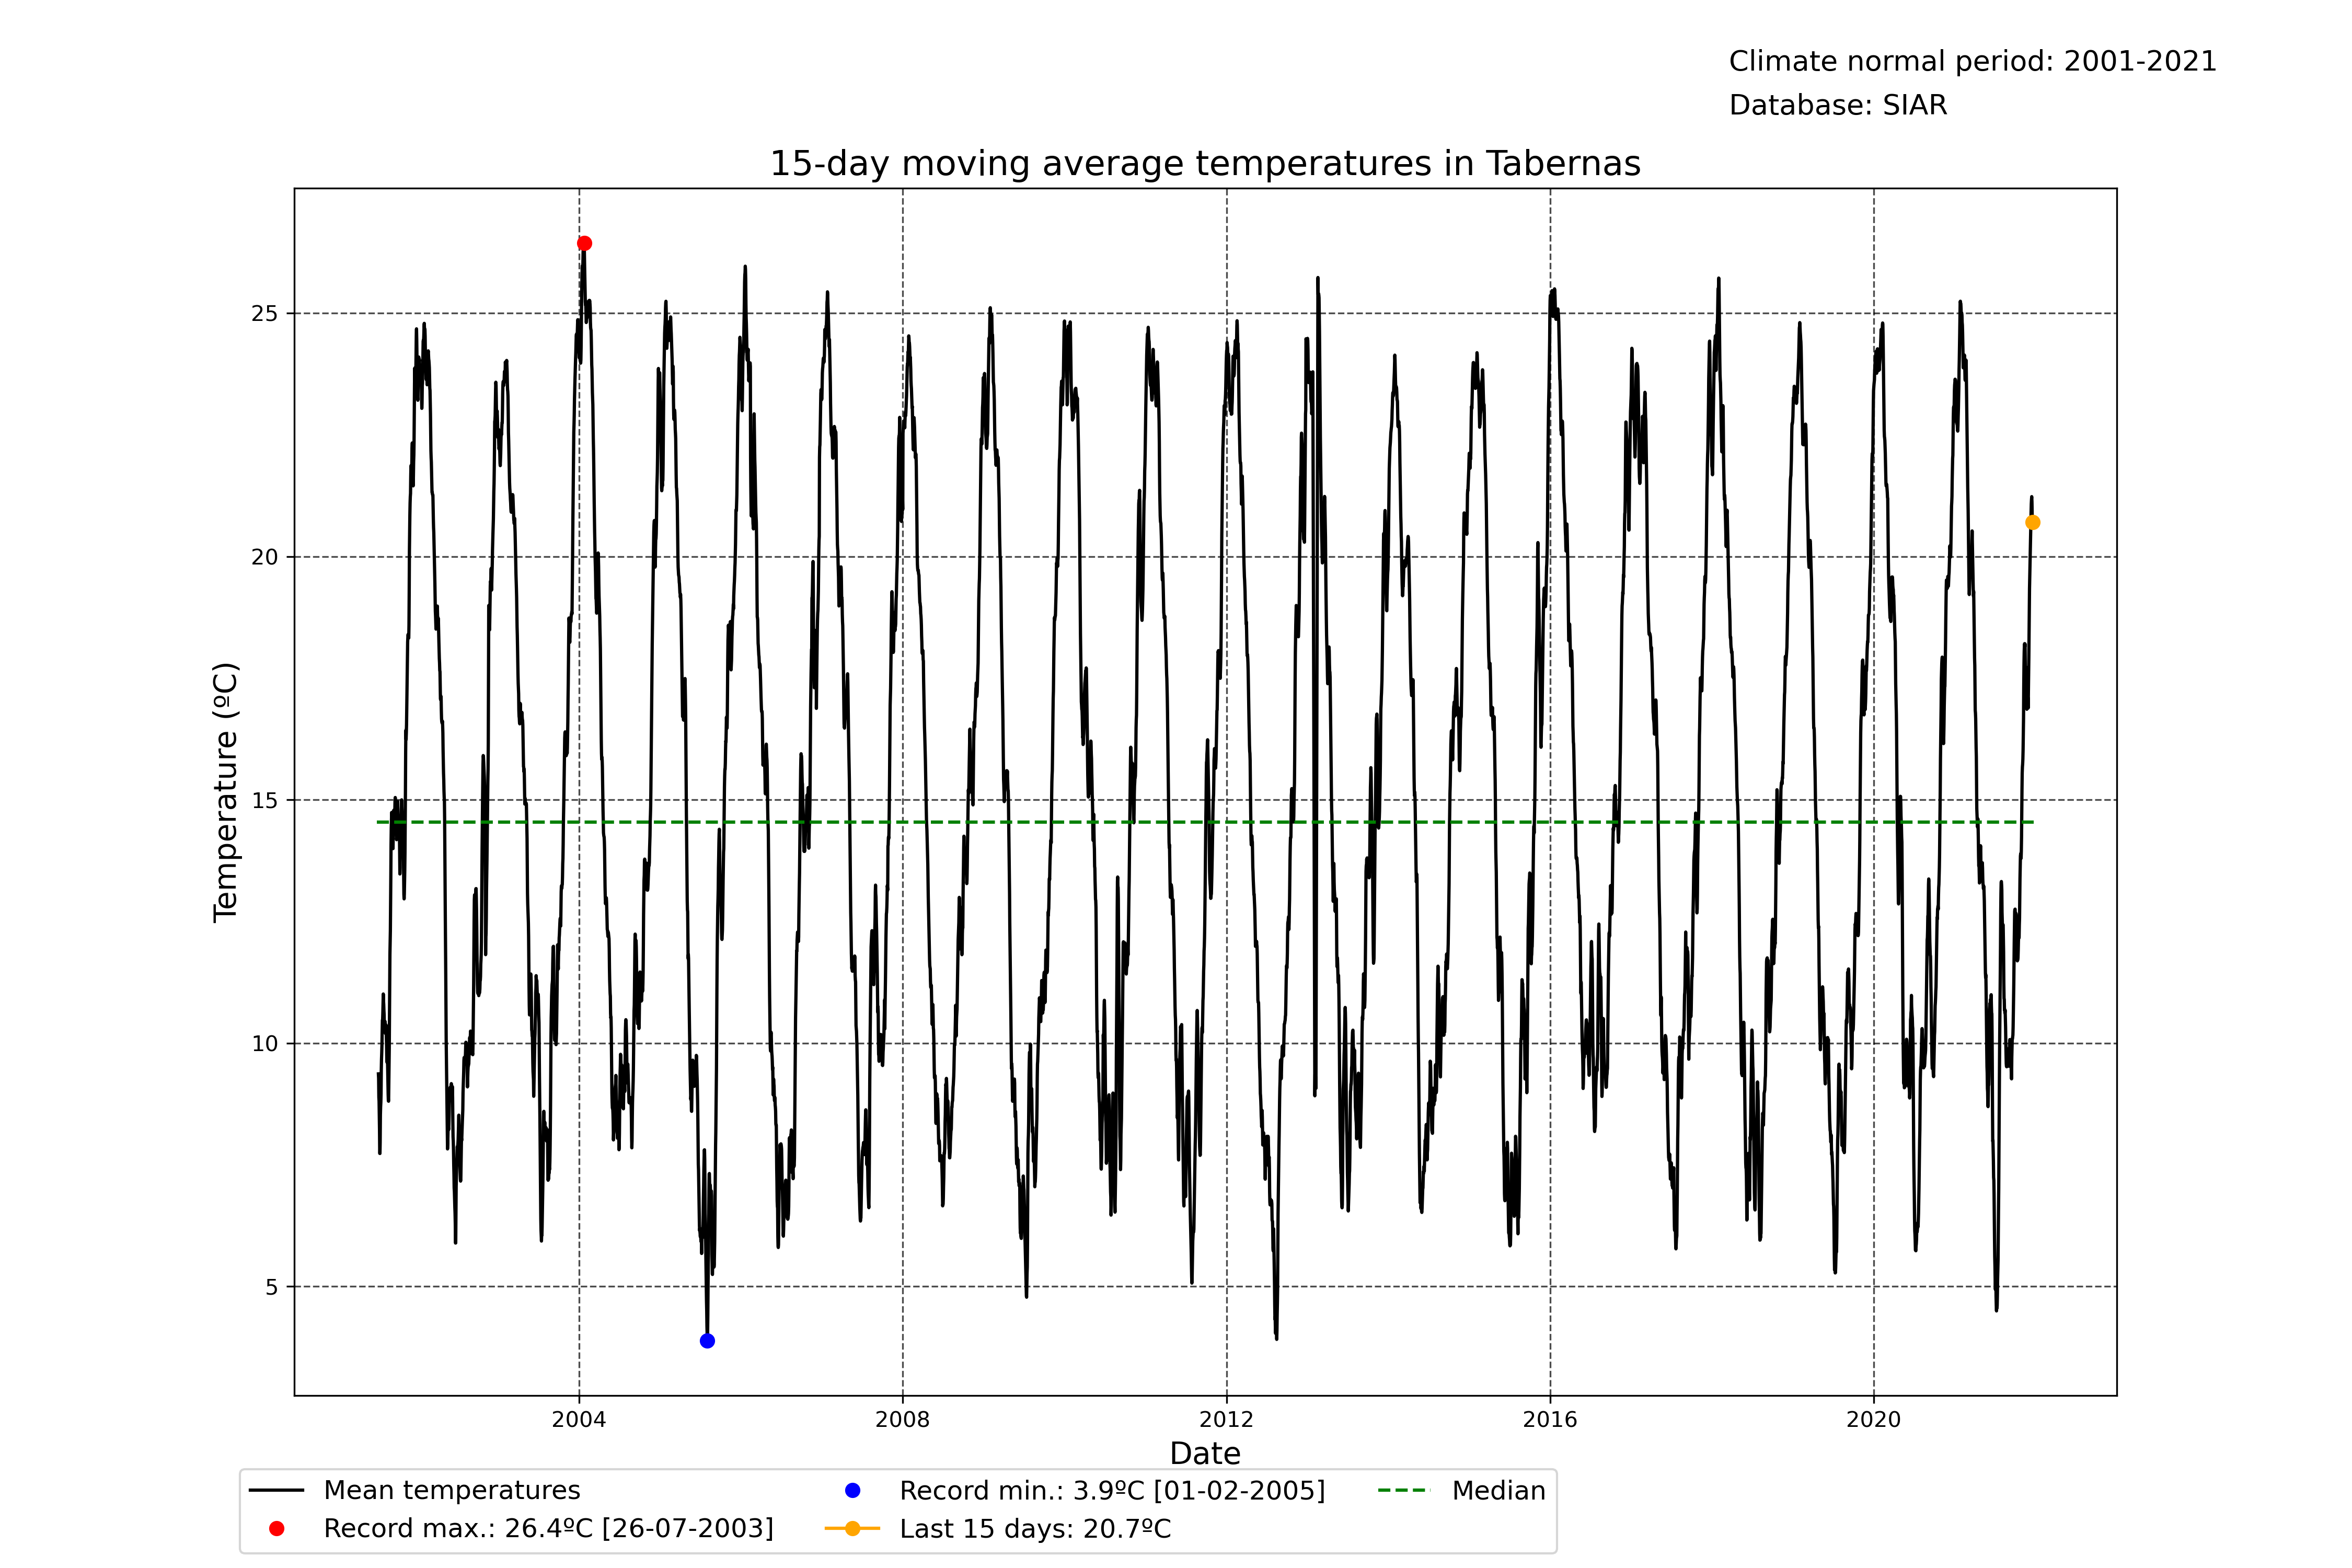 Climate normal period: 2001-2021
Database: SIAR
15-day moving average temperatures in Tabernas
Temperature (ºC)
25
20
15
10
5
2004 2008 2012 2016 2020
Date
Mean temperatures
Record max.: 26.4ºC [26-07-2003]
Record min.: 3.9ºC [01-02-2005]
Last 15 days: 20.7ºC
Median